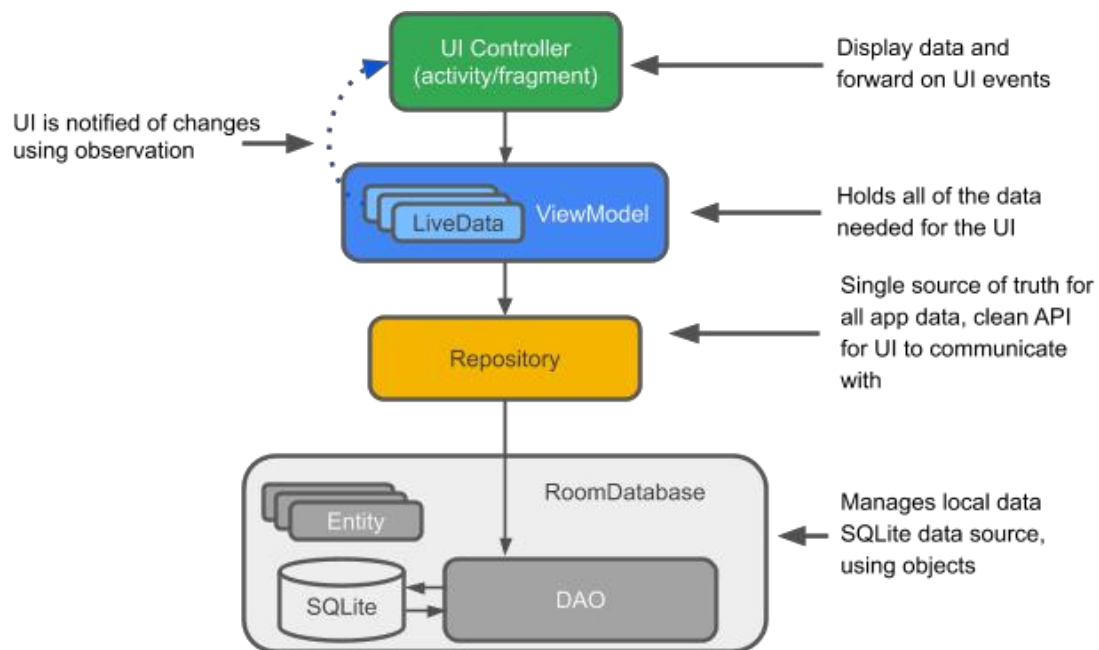 UI Controller
(activity/fragment)
Display data and
forward on UI events
UI is notified of changes
using observation
ViewModel
LiveData
Holds all of the data
needed for the UI
Single source of truth for
all app data, clean API
for UI to communicate
with
Repository
RoomDatabase
Entity
SQLite
DAO
Manages local data
SQLite data source,
using objects